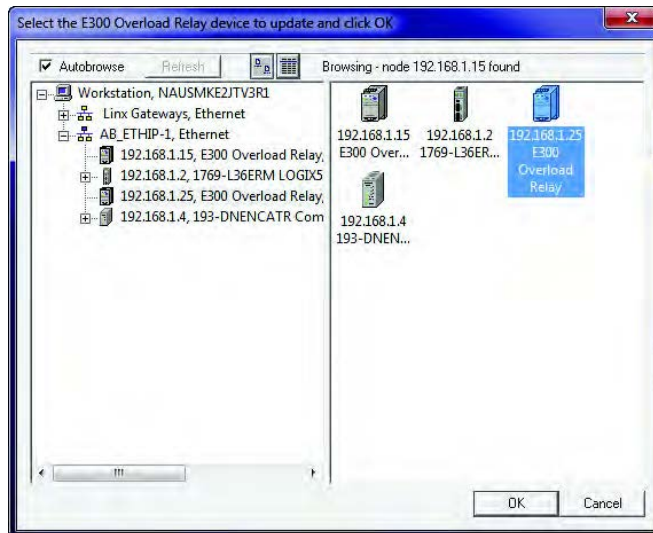 Select the E300 Overload Relay device to update and click OK
Autobrowse Refresh Browsing - node 192.168.1.15 found
Workstation, NAUSMKE2JTV3R1
Linx Gateways, Ethernet
AB_ETHIP-1, Ethernet
192.168.1.15, E300 Overload Relay,
192.168.1.2, 1769-L36ERM LOGIX5
192.168.1.25, E300 Overload Relay,
192.168.1.4, 193-DNENCATR Com
192.168.1.15
E300 Over...
192.168.1.2
1769-L36ER...
192.168.1.25
E300
Overload
Relay
192.168.1.4
193-DNEN...
OK Cancel